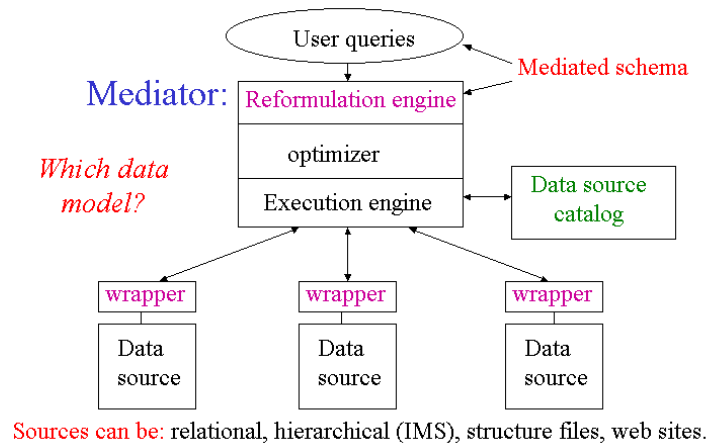 User queries
Mediated schema
Mediator:
Reformulation engine
optimizer
Which data
model?
Execution engine
Data source
catalog
wrapper
wrapper
wrapper
Data
source
Data
source
Data
source
Sources can be: relational, hierarchical (IMS), structure files, web sites.